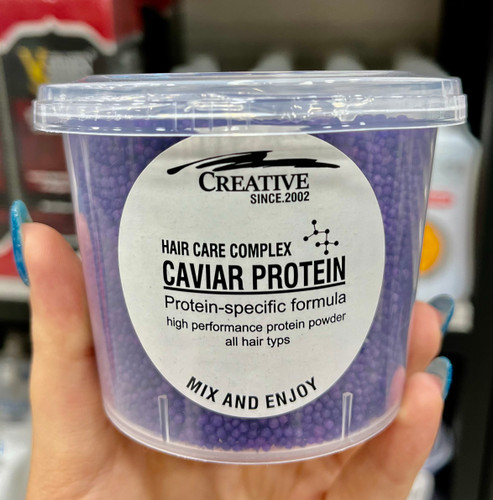 CREATIVE
SINCE.2002
HAIR CARE COMPLEX
CAVIAR PROTEIN
Protein-specific formula
high performance protein powder
all hair typs
MIX AND ENJOY